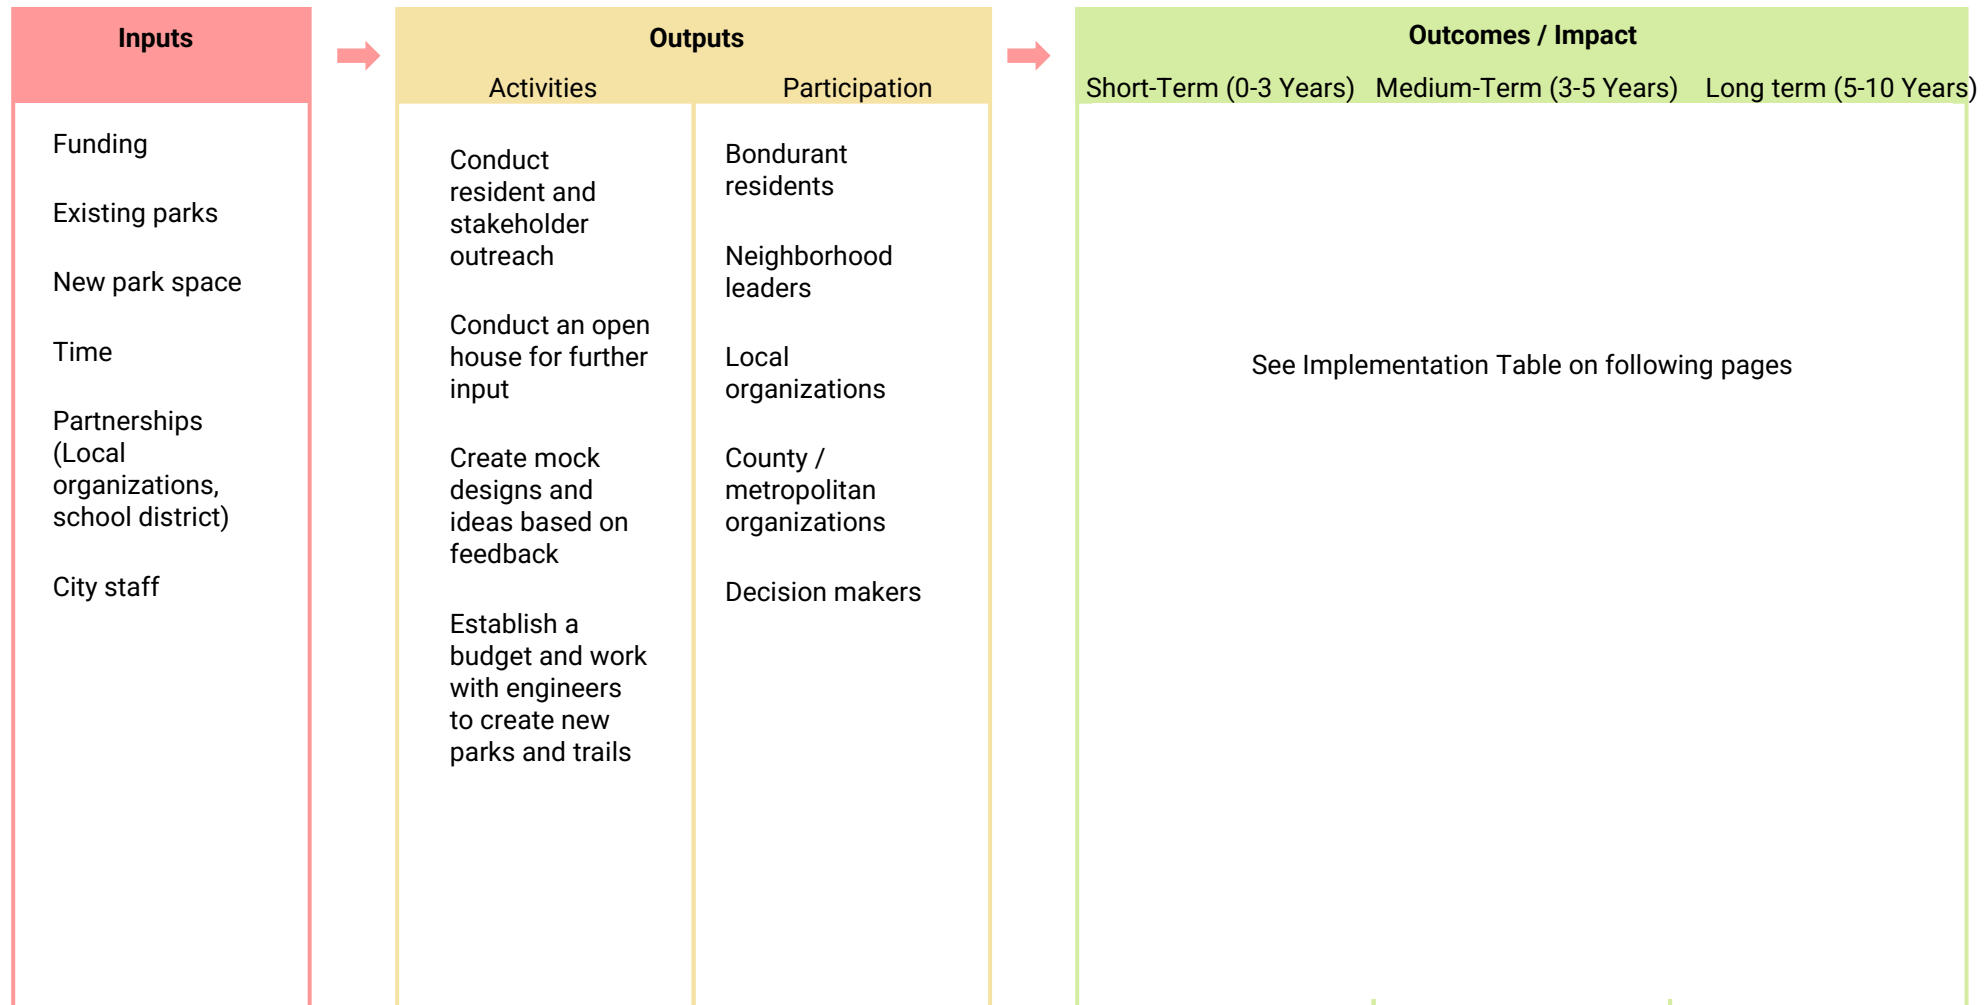 Inputs
Funding
Existing parks
New park space
Time
Partnerships
(Local
organizations,
school district)
City staff
Outputs
Activities
Conduct
resident and
stakeholder
outreach
Conduct an open
house for further
input
Create mock
designs and
ideas based on
feedback
Establish a
budget and work
with engineers
to create new
parks and trails
Participation
Bondurant
residents
Neighborhood
leaders
Local
organizations
County /
metropolitan
organizations
Decision makers
Outcomes / Impact
Short-Term (0-3 Years) Medium-Term (3-5 Years) Long term (5-10 Years)
See Implementation Table on following pages